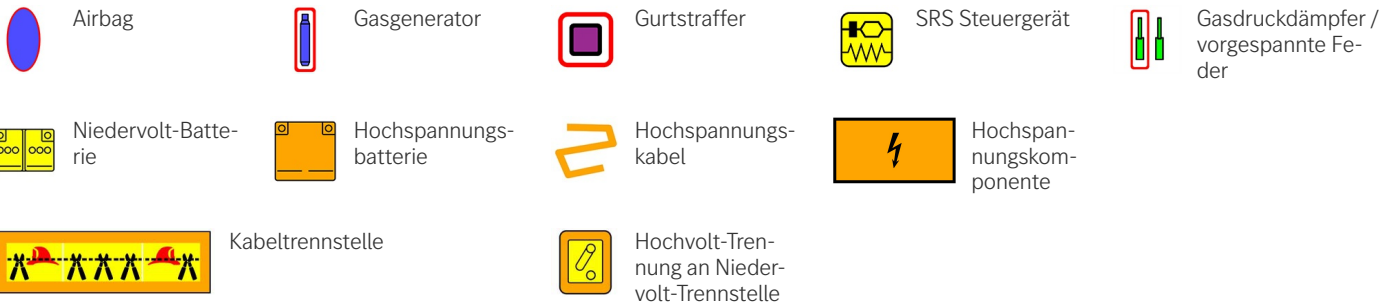 Airbag
Gasgenerator
Gurtstraffer
SRS Steuergerät
Gasdruckdämpfer /
vorgespannte Fe-
der
Niedervolt-Batte-
rie
Hochspannungs-
batterie
Hochspannungs-
kabel
Hochspan-
nungskom-
ponente
Kabeltrennstelle
Hochvolt-Tren-
nung an Nieder-
volt-Trennstelle